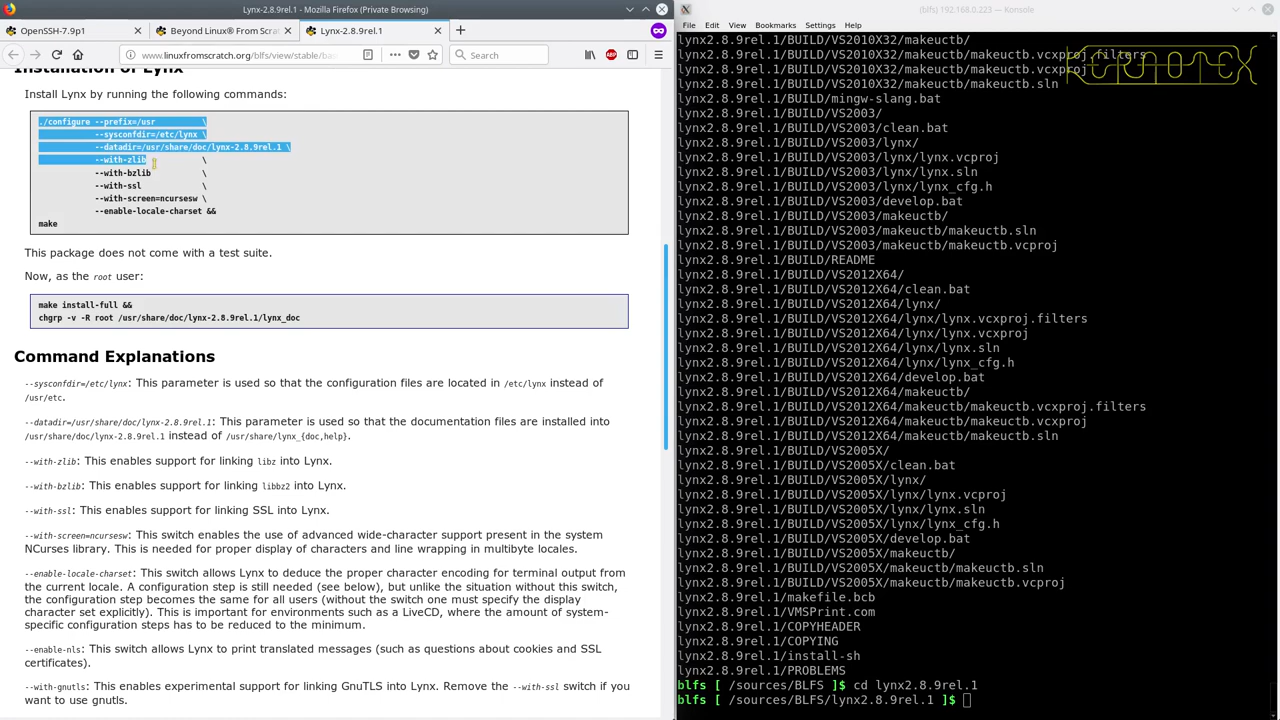 Lynx-2.8.9rel.1 - Mozilla Firefox (Private Browsing)
OpenSSH-7.9p1
Beyond Linux® From Scra
Lynx-2.8.9rel.1
www.linuxfromscratch.org/blfs/view/stable/bas
Search
Installation of Lynx
Install Lynx by running the following commands:
./configure --prefix=/usr \
--sysconfdir=/etc/lynx \
--datadir=/usr/share/doc/lynx-2.8.9rel.1 \
--with-zlib \
--with-bzlib \
--with-ssl \
--with-screen=ncursesw \
--enable-locale-charset &&
make
This package does not come with a test suite.
Now, as the root user:
make install-full &&
chgrp -v -R root /usr/share/doc/lynx-2.8.9rel.1/lynx_doc
Command Explanations
--sysconfdir=/etc/lynx: This parameter is used so that the configuration files are located in /etc/lynx instead of
/usr/etc.
--datadir=/usr/share/doc/lynx-2.8.9rel.1: This parameter is used so that the documentation files are installed into
/usr/share/doc/lynx-2.8.9rel.1 instead of /usr/share/lynx_{doc,help}.
--with-zlib: This enables support for linking libz into Lynx.
--with-bzlib: This enables support for linking libbz2 into Lynx.
--with-ssl: This enables support for linking SSL into Lynx.
--with-screen=ncursesw: This switch enables the use of advanced wide-character support present in the system
NCurses library. This is needed for proper display of characters and line wrapping in multibyte locales.
--enable-locale-charset: This switch allows Lynx to deduce the proper character encoding for terminal output from
the current locale. A configuration step is still needed (see below), but unlike the situation without this switch,
the configuration step becomes the same for all users (without the switch one must specify the display
character set explicitly). This is important for environments such as a LiveCD, where the amount of system-
specific configuration steps has to be reduced to the minimum.
--enable-nls: This switch allows Lynx to print translated messages (such as questions about cookies and SSL
certificates).
--with-gnutls: This enables experimental support for linking GnuTLS into Lynx. Remove the --with-ssl switch if you
want to use gnutls.
(blfs) 192.168.0.223 — Konsole
File Edit View Bookmarks Settings Help
lynx2.8.9rel.1/BUILD/VS2010X32/makeuctb/
lynx2.8.9rel.1/BUILD/VS2010X32/makeuctb/makeuctb.vcxproj.filters
lynx2.8.9rel.1/BUILD/VS2010X32/makeuctb/makeuctb.vcxproj
lynx2.8.9rel.1/BUILD/VS2010X32/makeuctb/makeuctb.sln
lynx2.8.9rel.1/BUILD/mingw-slang.bat
lynx2.8.9rel.1/BUILD/VS2003/
lynx2.8.9rel.1/BUILD/VS2003/clean.bat
lynx2.8.9rel.1/BUILD/VS2003/lynx/
lynx2.8.9rel.1/BUILD/VS2003/lynx/lynx.vcproj
lynx2.8.9rel.1/BUILD/VS2003/lynx/lynx.sln
lynx2.8.9rel.1/BUILD/VS2003/lynx/lynx_cfg.h
lynx2.8.9rel.1/BUILD/VS2003/develop.bat
lynx2.8.9rel.1/BUILD/VS2003/makeuctb/
lynx2.8.9rel.1/BUILD/VS2003/makeuctb/makeuctb.sln
lynx2.8.9rel.1/BUILD/VS2003/makeuctb/makeuctb.vcproj
lynx2.8.9rel.1/BUILD/README
lynx2.8.9rel.1/BUILD/VS2012X64/
lynx2.8.9rel.1/BUILD/VS2012X64/clean.bat
lynx2.8.9rel.1/BUILD/VS2012X64/lynx/
lynx2.8.9rel.1/BUILD/VS2012X64/lynx/lynx.vcxproj.filters
lynx2.8.9rel.1/BUILD/VS2012X64/lynx/lynx.vcxproj
lynx2.8.9rel.1/BUILD/VS2012X64/lynx/lynx.sln
lynx2.8.9rel.1/BUILD/VS2012X64/lynx/lynx_cfg.h
lynx2.8.9rel.1/BUILD/VS2012X64/develop.bat
lynx2.8.9rel.1/BUILD/VS2012X64/makeuctb/
lynx2.8.9rel.1/BUILD/VS2012X64/makeuctb/makeuctb.vcxproj.filters
lynx2.8.9rel.1/BUILD/VS2012X64/makeuctb/makeuctb.vcxproj
lynx2.8.9rel.1/BUILD/VS2012X64/makeuctb/makeuctb.sln
lynx2.8.9rel.1/BUILD/VS2005X/
lynx2.8.9rel.1/BUILD/VS2005X/clean.bat
lynx2.8.9rel.1/BUILD/VS2005X/lynx/
lynx2.8.9rel.1/BUILD/VS2005X/lynx/lynx.vcproj
lynx2.8.9rel.1/BUILD/VS2005X/lynx/lynx.sln
lynx2.8.9rel.1/BUILD/VS2005X/lynx/lynx_cfg.h
lynx2.8.9rel.1/BUILD/VS2005X/develop.bat
lynx2.8.9rel.1/BUILD/VS2005X/makeuctb/
lynx2.8.9rel.1/BUILD/VS2005X/makeuctb/makeuctb.sln
lynx2.8.9rel.1/BUILD/VS2005X/makeuctb/makeuctb.vcproj
lynx2.8.9rel.1/makefile.bcb
lynx2.8.9rel.1/VMSPrint.com
lynx2.8.9rel.1/COPYHEADER
lynx2.8.9rel.1/COPYING
lynx2.8.9rel.1/install-sh
lynx2.8.9rel.1/PROBLEMS
blfs [ /sources/BLFS ]$ cd lynx2.8.9rel.1
blfs [ /sources/BLFS/lynx2.8.9rel.1 ]$